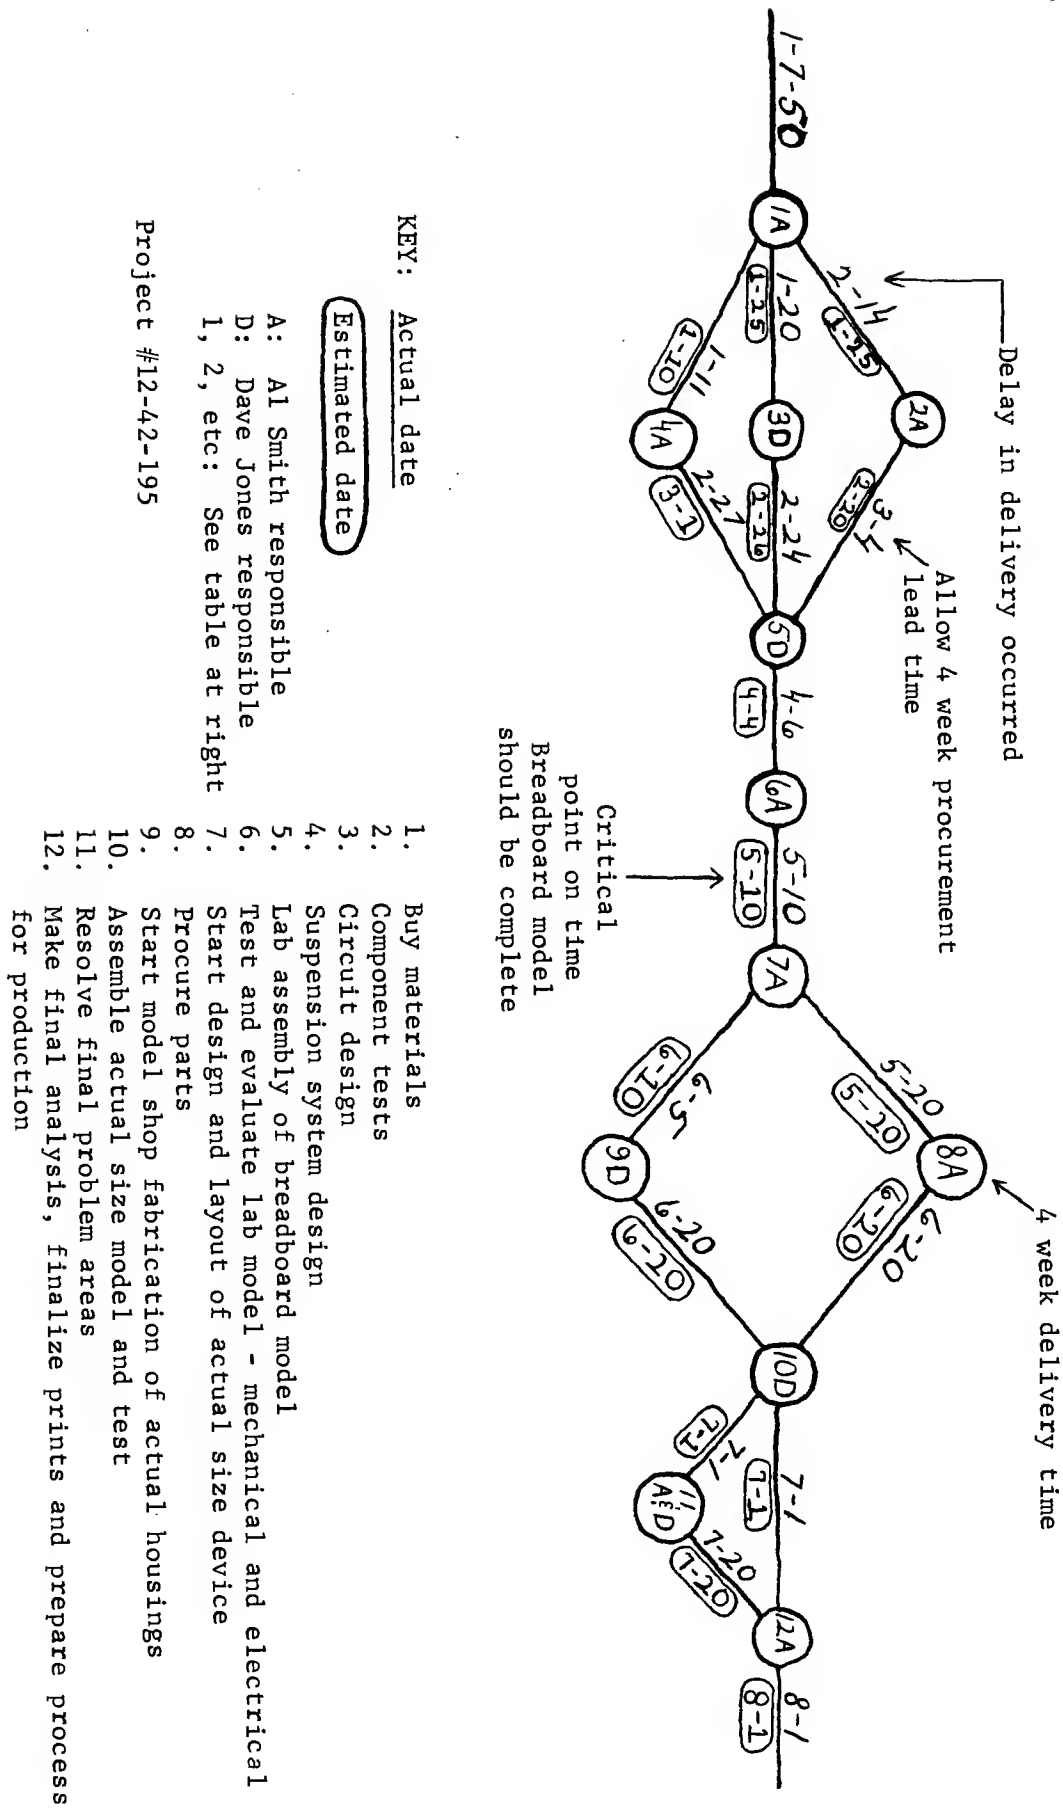 Delay in delivery occurred
Allow 4 week procurement
lead time
4 week delivery time
1-7-50
1A
2-14
1-25
2A
3-5
2-20
1-20
1-25
3D
2-24
2-26
1-11
1-10
4A
2-27
3-1
5D
4-6
4-4
6A
5-10
5-10
7A
5-20
5-20
8A
6-20
6-20
6-5
6-10
9D
6-20
6-20
10D
7-1
7-1
7-1
7-1
11
A&D
7-20
7-20
12A
8-1
8-1
Critical
point on time
Breadboard model
should be complete
KEY: Actual date
Estimated date
A: Al Smith responsible
D: Dave Jones responsible
1, 2, etc: See table at right
Project #12-42-195
1. Buy materials
2. Component tests
3. Circuit design
4. Suspension system design
5. Lab assembly of breadboard model
6. Test and evaluate lab model - mechanical and electrical
7. Start design and layout of actual size device
8. Procure parts
9. Start model shop fabrication of actual housings
10. Assemble actual size model and test
11. Resolve final problem areas
12. Make final analysis, finalize prints and prepare process
for production